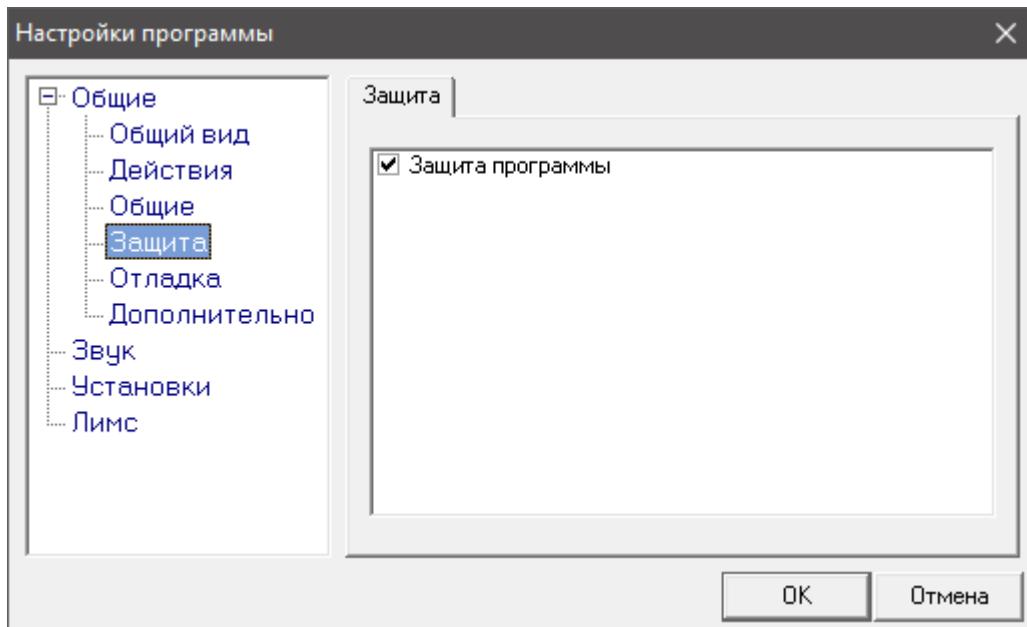 Настройки программы
Общие
Общий вид
Действия
Общие
Защита
Отладка
Дополнительно
Звук
Установки
Лимс
Защита
Защита программы
OK
Отмена